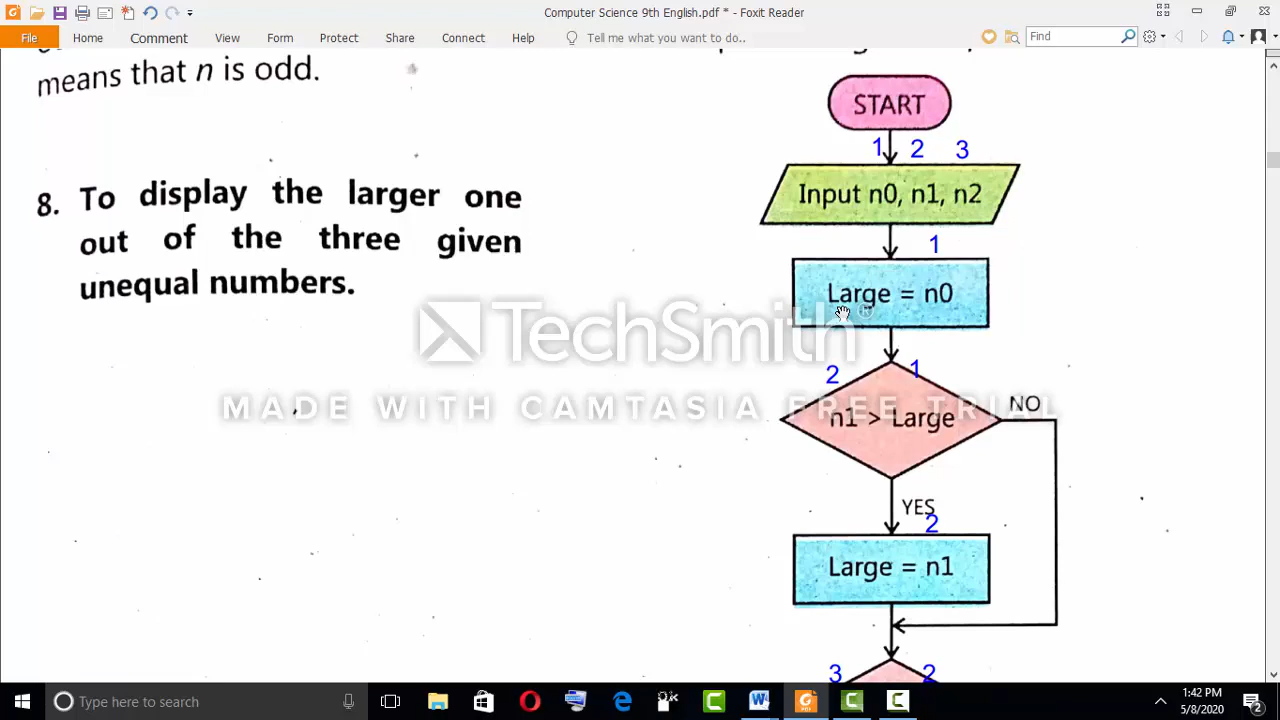 Computer Science 9th English.pdf * - Foxit Reader
File Home Comment View Form Protect Share Connect Help Tell me what you want to do.. Find
means that n is odd.
8. To display the larger one
out of the three given
unequal numbers.
START
1 2 3
Input n0, n1, n2
1
Large = n0
2 1
n1 > Large
NO
YES
2
Large = n1
3 2
TechSmith
MADE WITH CAMTASIA FREE TRIAL
Type here to search
1:42 PM
5/8/2020
2